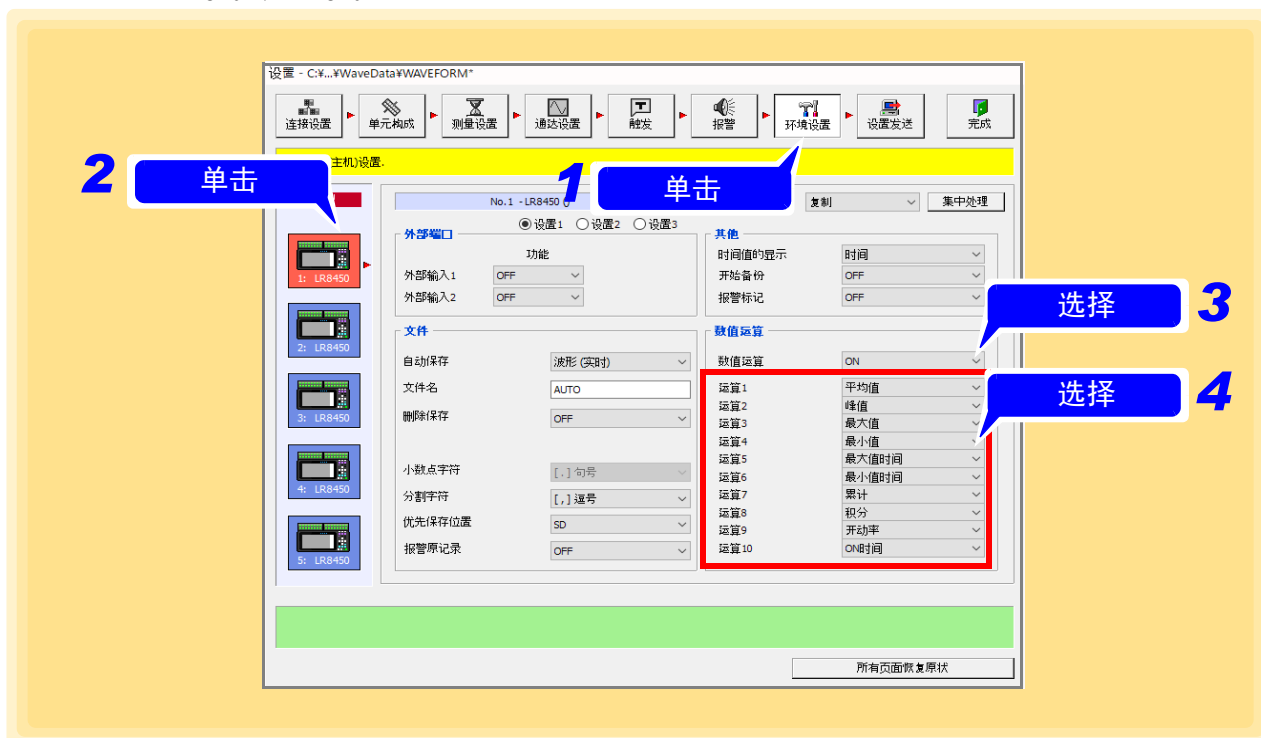 设置 - C:¥...¥WaveData¥WAVEFORM*
连接设置
单元构成
测量设置
通达设置
触发
报警
环境设置
设置发送
完成
主机)设置.
2 单击
1 单击
No.1 - LR8450
复制
集中处理
设置1 设置2 设置3
1: LR8450
2: LR8450
3: LR8450
4: LR8450
5: LR8450
外部端口
功能
外部输入1 OFF
外部输入2 OFF
其他
时间值的显示 时间
开始备份 OFF
报警标记 OFF
选择 3
文件
自动保存 波形 (实时)
文件名 AUTO
删除保存 OFF
小数点字符 [.]句号
分割字符 [,]逗号
优先保存位置 SD
报警原记录 OFF
数值运算
数值运算 ON
选择 4
运算1 平均值
运算2 峰值
运算3 最大值
运算4 最小值
运算5 最大值时间
运算6 最小值时间
运算7 累计
运算8 积分
运算9 开动率
运算10 ON时间
所有页面恢复原状